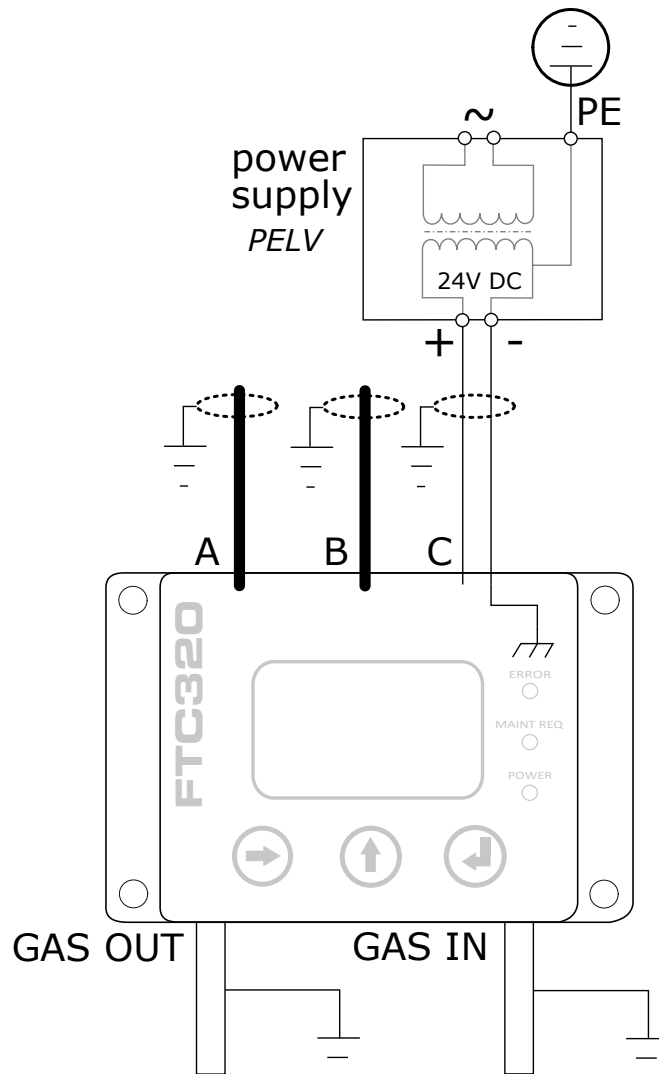 PE
~
power
supply
PELV
24V DC
+ -
A B C
FTC320
ERROR
MAINT REQ
POWER
GAS OUT GAS IN